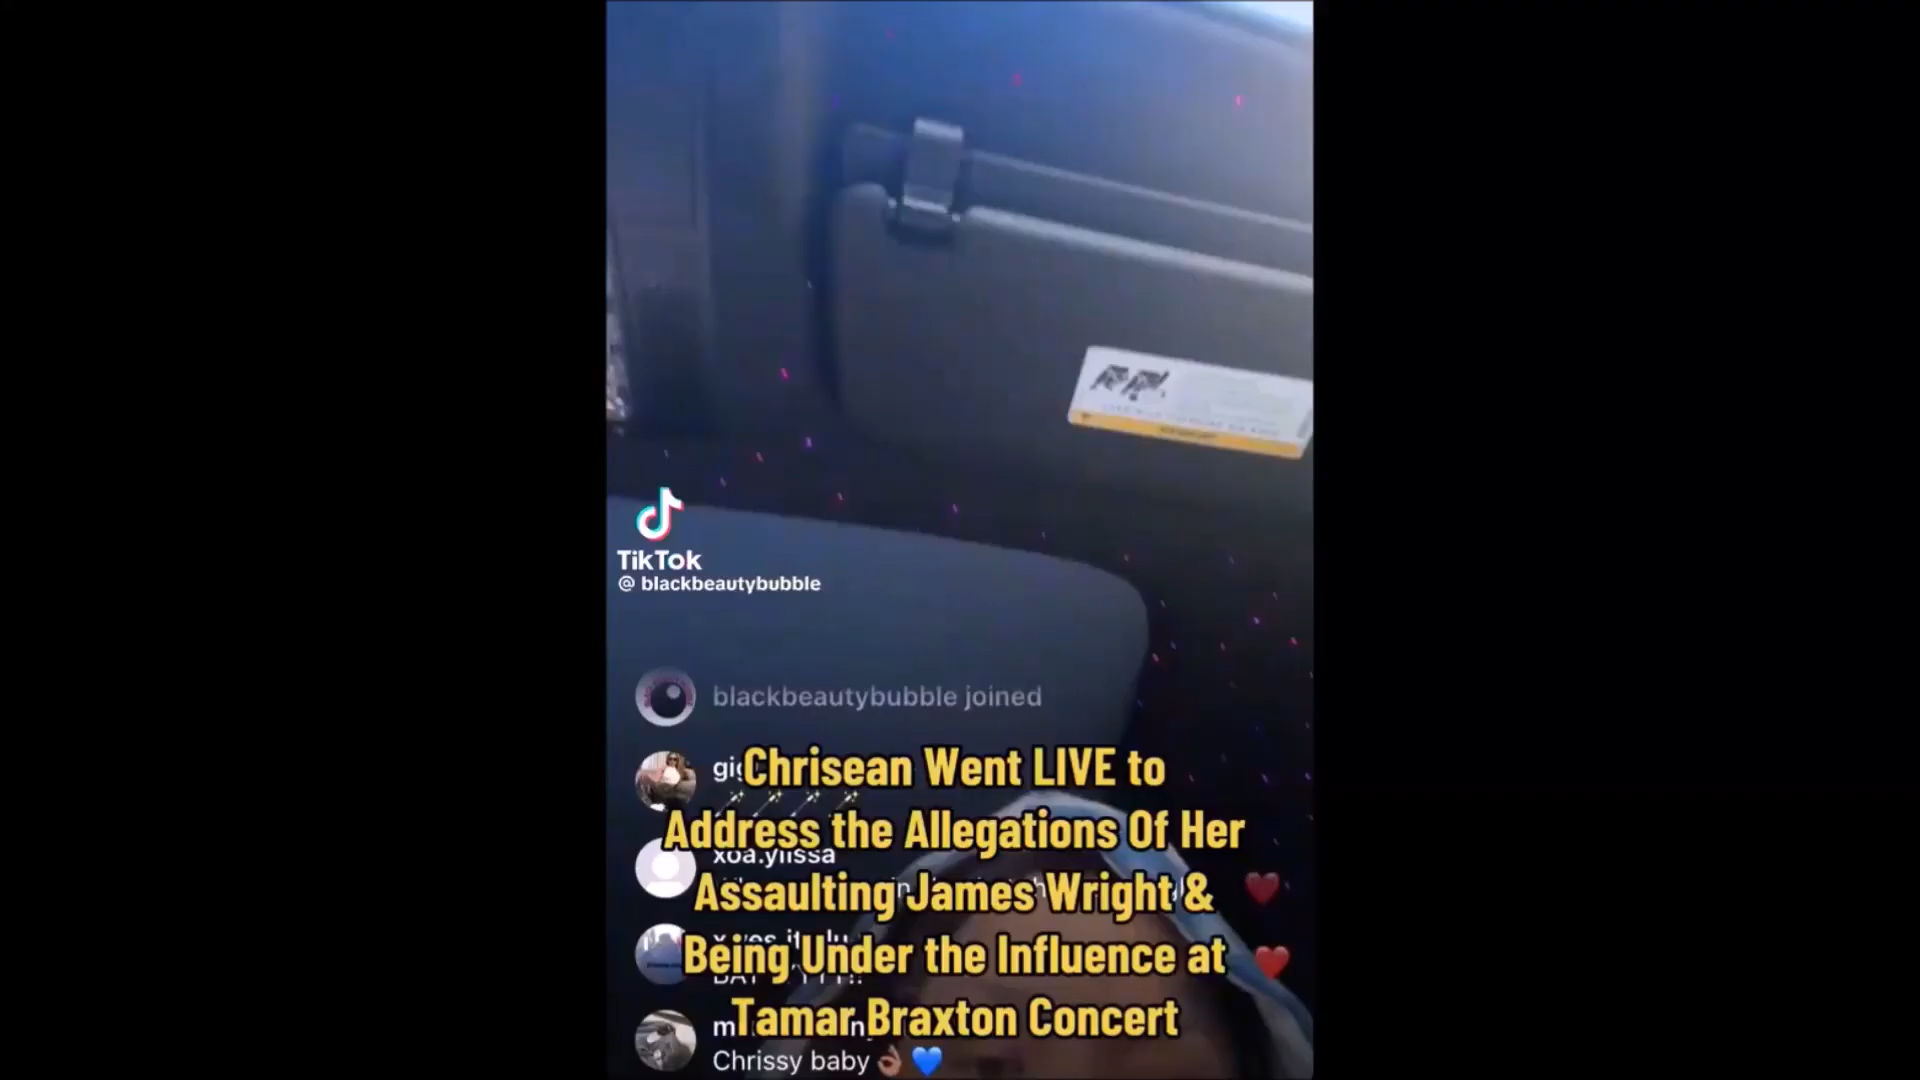 TikTok
@ blackbeautybubble
blackbeautybubble joined
Chrisean Went LIVE to
Address the Allegations Of Her
xoa.ylissa
Assaulting James Wright &
Being Under the Influence at
Tamar Braxton Concert
Chrissy baby👌🏽💙